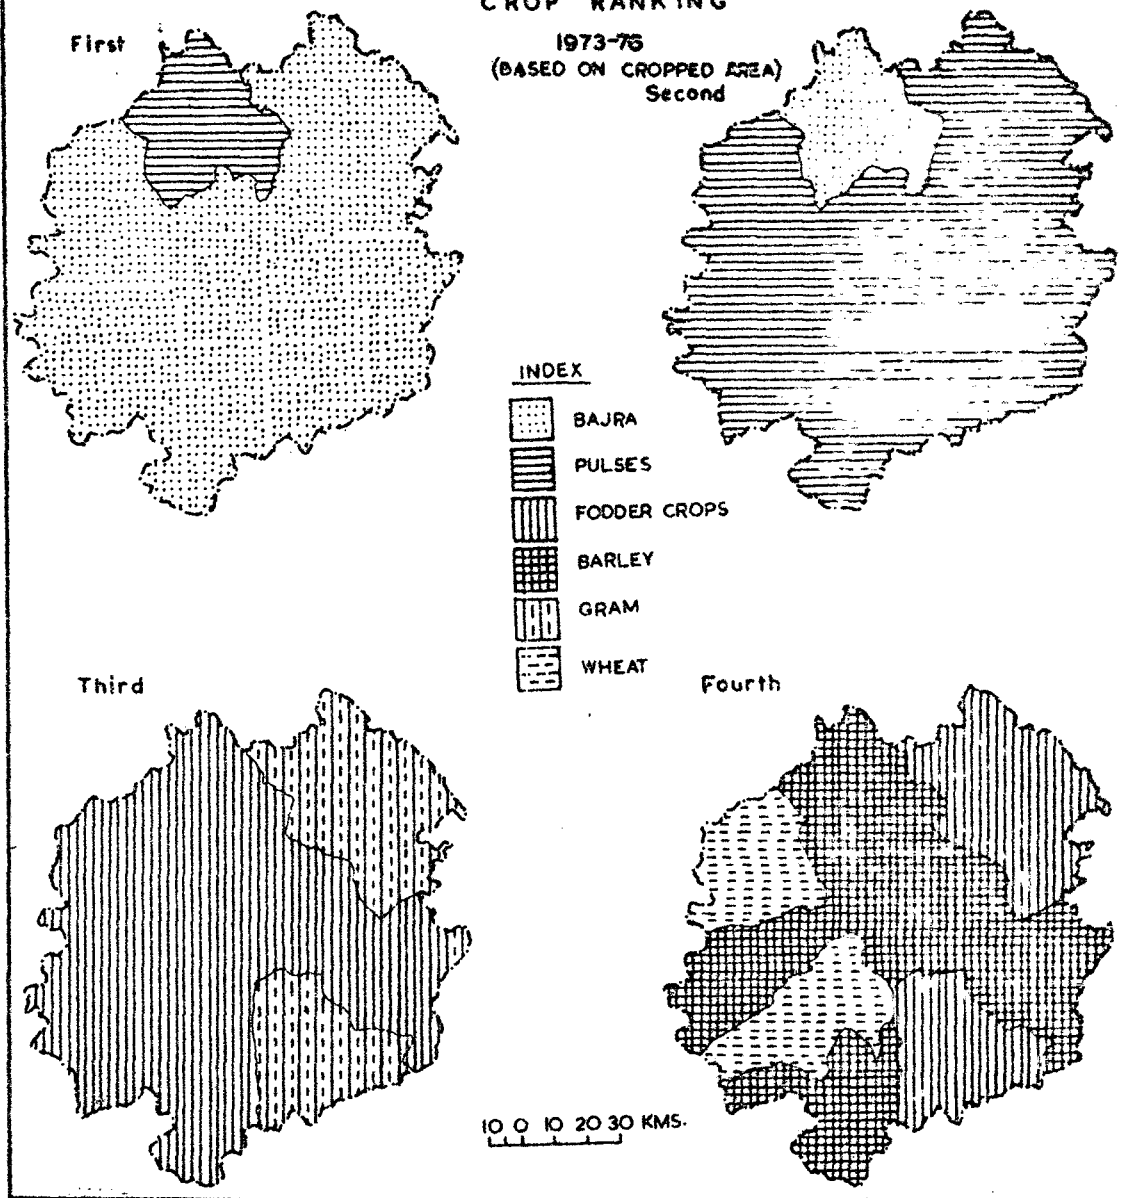 CROP RANKING
1973-76
(BASED ON CROPPED AREA)
First
Second
INDEX
BAJRA
PULSES
FODDER CROPS
BARLEY
GRAM
WHEAT
Third
Fourth
10 0 10 20 30 KMS.